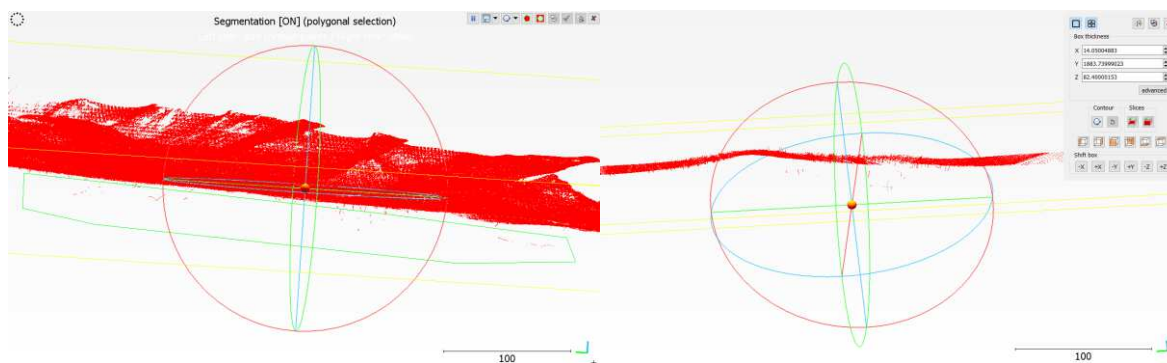 Segmentation [ON] (polygonal selection)
100
Box thickness
X 14.05004883
Y 1883.73999023
Z 82.40000153
advanced
Contour Slices
Shift box
-X +X -Y +Y -Z +Z
100